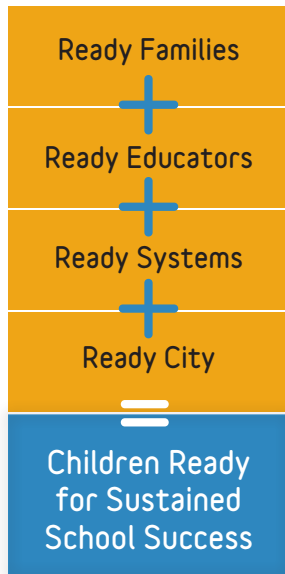 Ready Families
+
Ready Educators
+
Ready Systems
+
Ready City
=
Children Ready
for Sustained
School Success